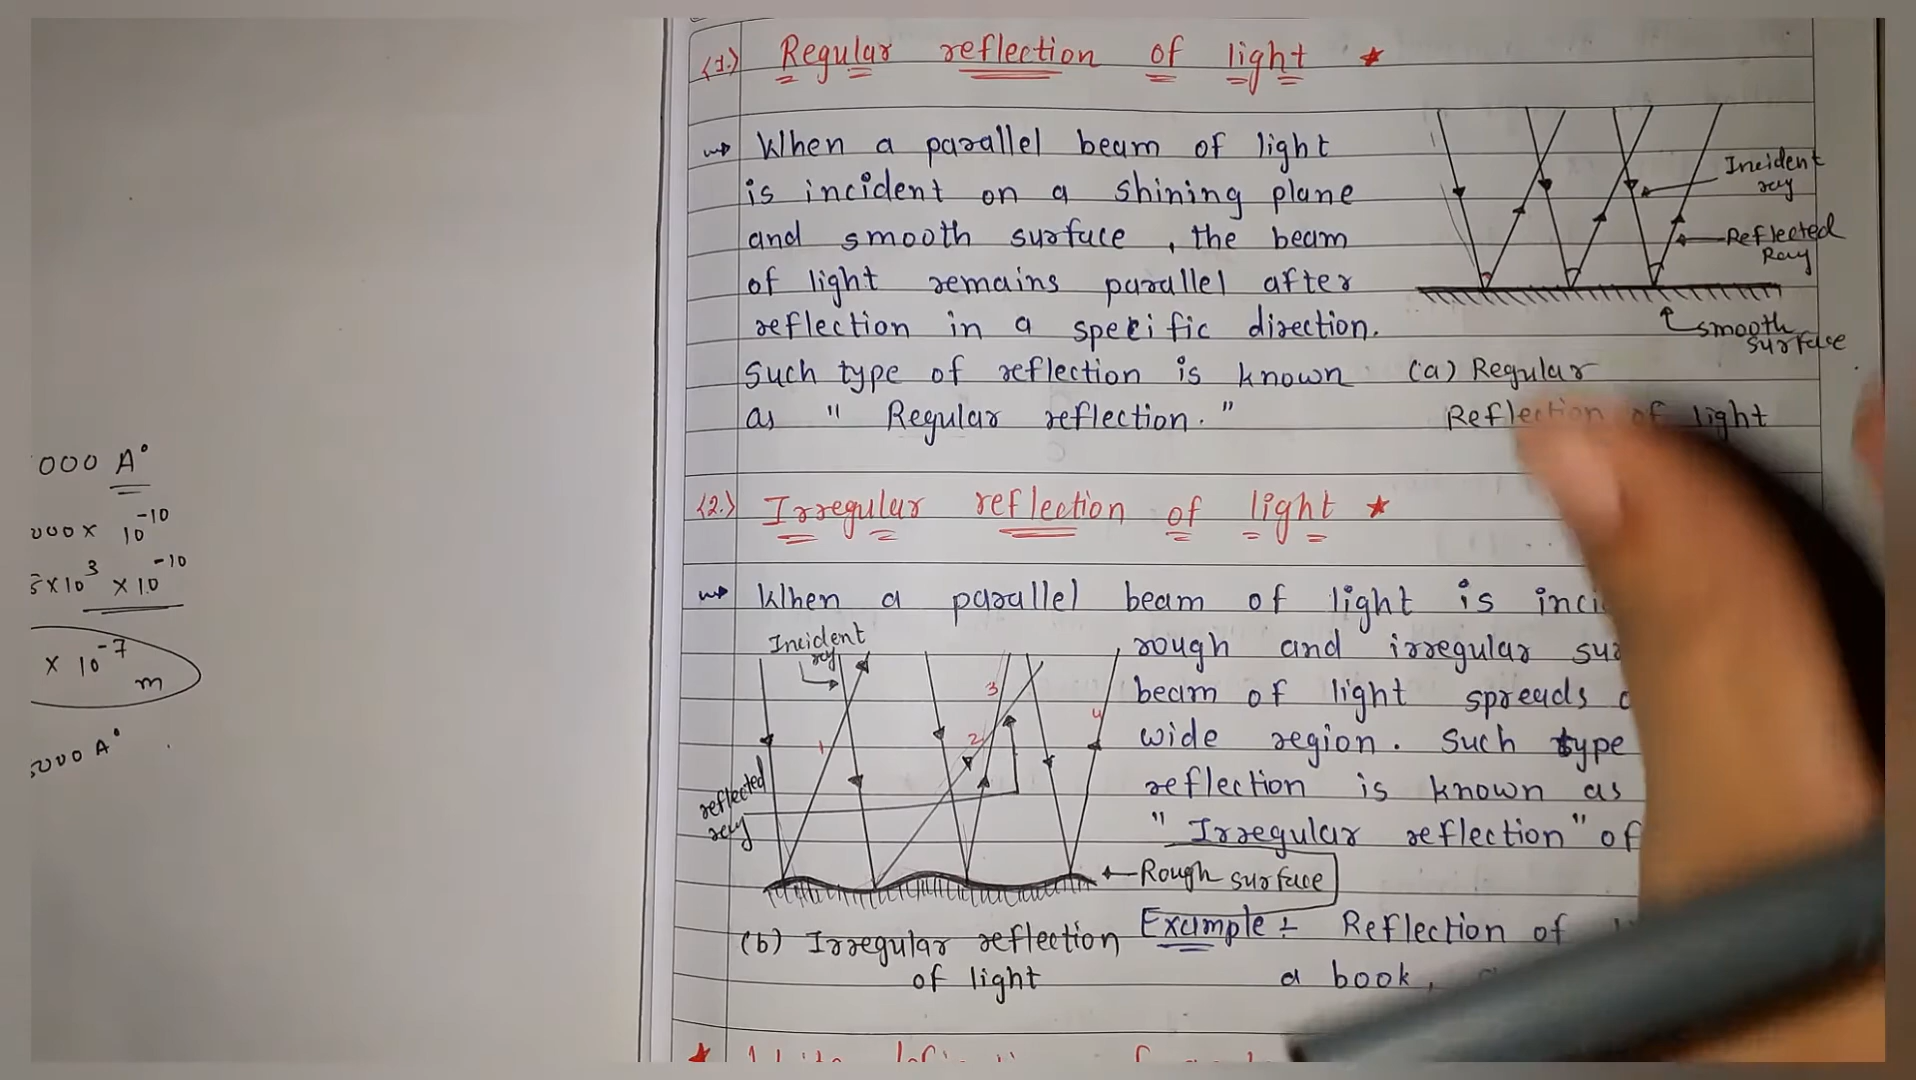 (1.) Regular reflection of light
When a parallel beam of light
is incident on a shining plane
and smooth surface, the beam
of light remains parallel after
reflection in a specific direction.
Such type of reflection is known
as " Regular reflection. "
Incident
ray
Reflected
Ray
smooth
surface
(a) Regular
Reflection of light
000 A°
000 x 10^-10
5x10^3 x 10^-10
x 10^-7
m
5000 A°
(2.) Irregular reflection of light
When a parallel beam of light is
rough and irregular
beam of light spreads
wide region. Such type
reflection is known as
" Irregular reflection" of
Incident
ray
1
2
3
4
reflected
ray
Rough surface
(b) Irregular reflection
of light
Example :- Reflection of
a book,